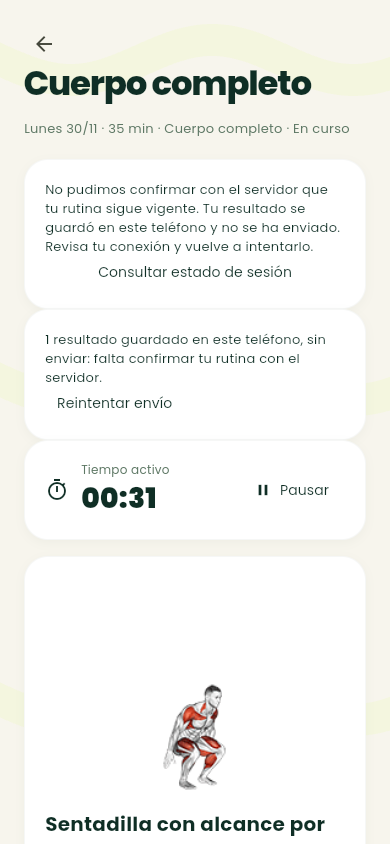 Cuerpo completo
Lunes 30/11 · 35 min · Cuerpo completo · En curso
No pudimos confirmar con el servidor que
tu rutina sigue vigente. Tu resultado se
guardó en este teléfono y no se ha enviado.
Revisa tu conexión y vuelve a intentarlo.
Consultar estado de sesión
1 resultado guardado en este teléfono, sin
enviar: falta confirmar tu rutina con el
servidor.
Reintentar envío
Tiempo activo
00:31
Pausar
Sentadilla con alcance por